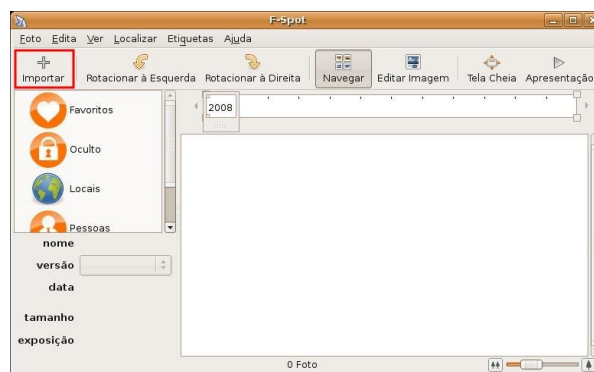 F-Spot
Foto Edita Ver Localizar Etiquetas Ajuda
Importar Rotacionar à Esquerda Rotacionar à Direita Navegar Editar Imagem Tela Cheia Apresentação
2008
Favoritos
Oculto
Locais
Pessoas
nome
versão
data
tamanho
exposição
0 Foto